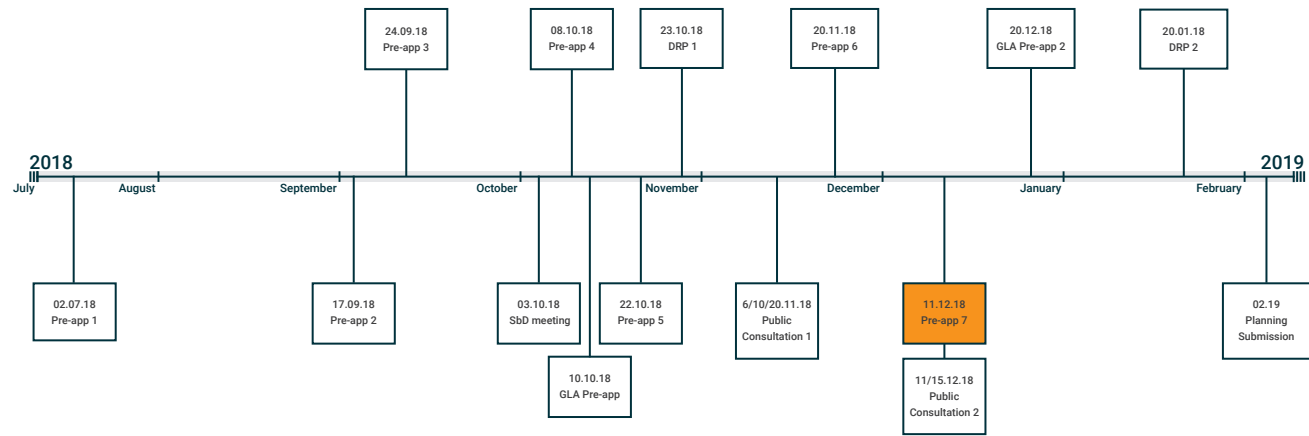 24.09.18
Pre-app 3
08.10.18
Pre-app 4
23.10.18
DRP 1
20.11.18
Pre-app 6
20.12.18
GLA Pre-app 2
20.01.18
DRP 2
2018
2019
July
August
September
October
November
December
January
February
02.07.18
Pre-app 1
17.09.18
Pre-app 2
03.10.18
SbD meeting
22.10.18
Pre-app 5
6/10/20.11.18
Public
Consultation 1
11.12.18
Pre-app 7
02.19
Planning
Submission
10.10.18
GLA Pre-app
11/15.12.18
Public
Consultation 2